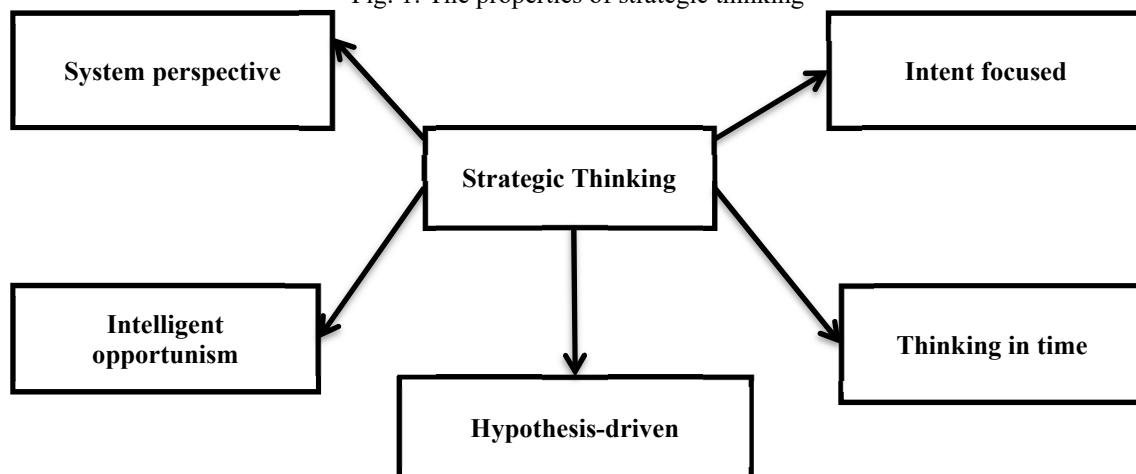 Fig. 1. The properties of strategic thinking
System perspective
Intent focused
Strategic Thinking
Intelligent
opportunism
Thinking in time
Hypothesis-driven